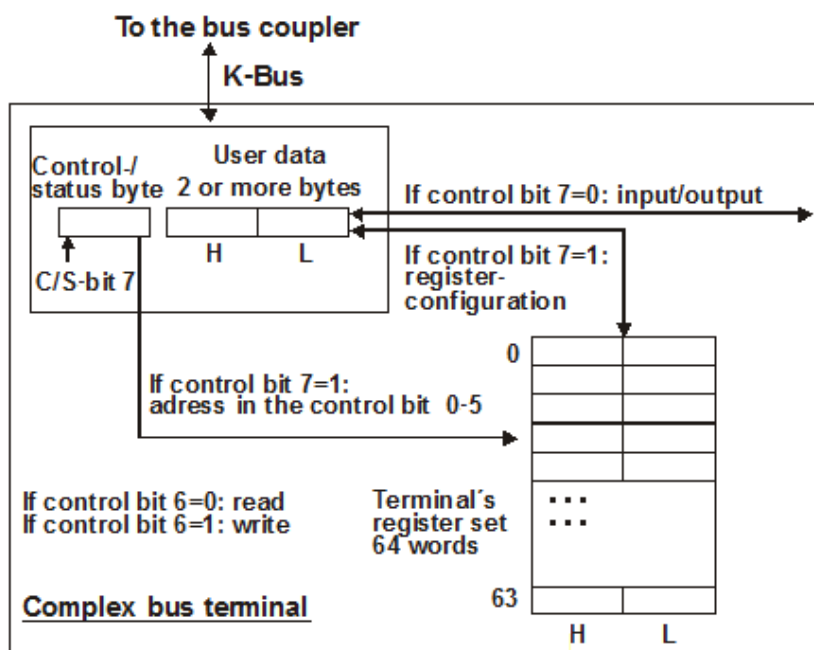 To the bus coupler
K-Bus
Control-/
status byte
User data
2 or more bytes
H L
C/S-bit 7
If control bit 7=0: input/output
If control bit 7=1:
register-
configuration
0
If control bit 7=1:
adress in the control bit 0-5
If control bit 6=0: read
If control bit 6=1: write
Terminal´s
register set
64 words
...
...
63
Complex bus terminal
H L